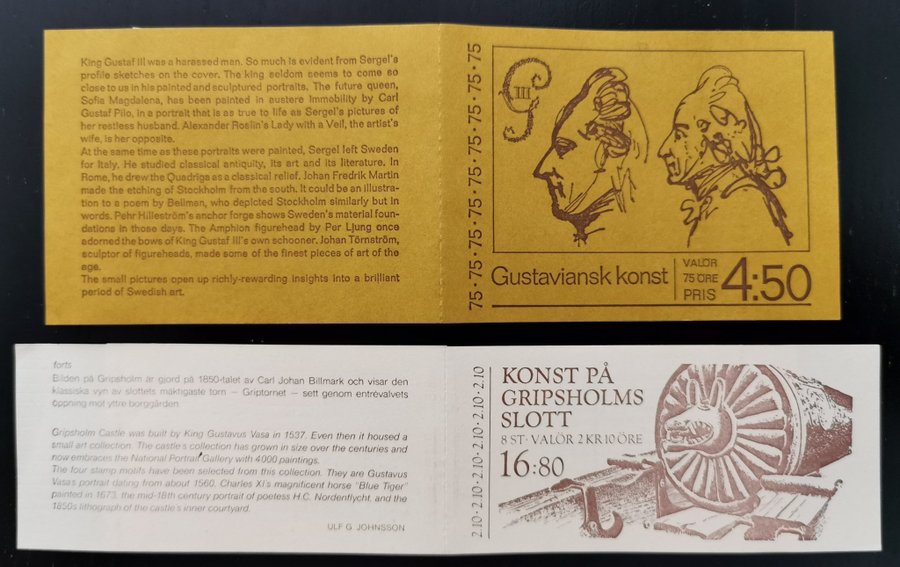 King Gustaf III was a harassed man. So much is evident from Sergel's
profile sketches on the cover. The king seldom seems to come so
close to us in his painted and sculptured portraits. The future queen,
Sofia Magdalena, has been painted in austere immobility by Carl
Gustaf Pilo, in a portrait that is as true to life as Sergel's pictures of
her restless husband. Alexander Roslin's Lady with a Veil, the artist's
wife, is her opposite.
At the same time as these portraits were painted, Sergel left Sweden
for Italy. He studied classical antiquity, its art and its literature. In
Rome, he drew the Quadriga as a classical relief. Johan Fredrik Martin
made the etching of Stockholm from the south. It could be an illustra-
tion to a poem by Bellman, who depicted Stockholm similarly but in
words. Pehr Hilleström's anchor forge shows Sweden's material foun-
dations in those days. The Amphion figurehead by Per Ljung once
adorned the bows of King Gustaf III's own schooner. Johan Törnström,
sculptor of figureheads, made some of the finest pieces of art of the
age.
The small pictures open up richly-rewarding insights into a brilliant
period of Swedish art.
75·75·75·75·75·75·75·75·75
G III
Gustaviansk konst
VALÖR
75 ÖRE
PRIS
4:50
forts
Bilden på Gripsholm är gjord på 1850-talet av Carl Johan Billmark och visar den
klassiska vyn av slottets mäktigaste torn – Griptornet – sett genom entrévalvets
öppning mot yttre borggården.
Gripsholm Castle was built by King Gustavus Vasa in 1537. Even then it housed a
small art collection. The castle's collection has grown in size over the centuries and
now embraces the National Portrait Gallery with 4000 paintings.
The four stamp motifs have been selected from this collection. They are Gustavus
Vasa's portrait dating from about 1560, Charles XI's magnificent horse "Blue Tiger"
painted in 1673, the mid-18th century portrait of poetess H.C. Nordenflycht, and the
1850s lithograph of the castle's inner courtyard.
ULF G JOHNSSON
2.10·2.10·2.10·2.10·2.10·2.10·2.10
KONST PÅ
GRIPSHOLMS
SLOTT
8 ST · VALÖR 2 KR 10 ÖRE
16:80